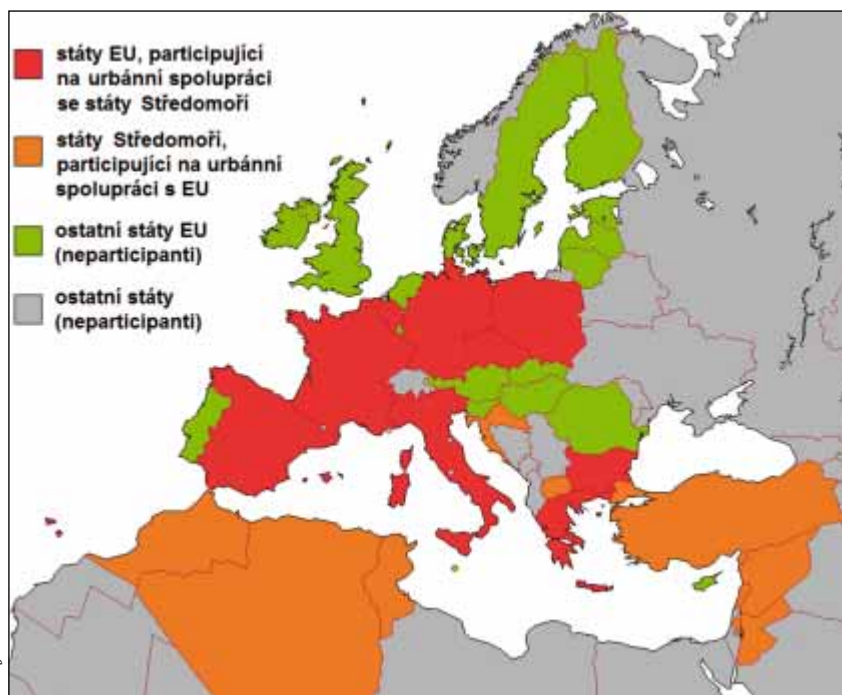 státy EU, participující
na urbánní spolupráci
se státy Středomoří
státy Středomoří,
participující na urbánní
spolupráci s EU
ostatní státy EU
(neparticipanti)
ostatní státy
(neparticipanti)